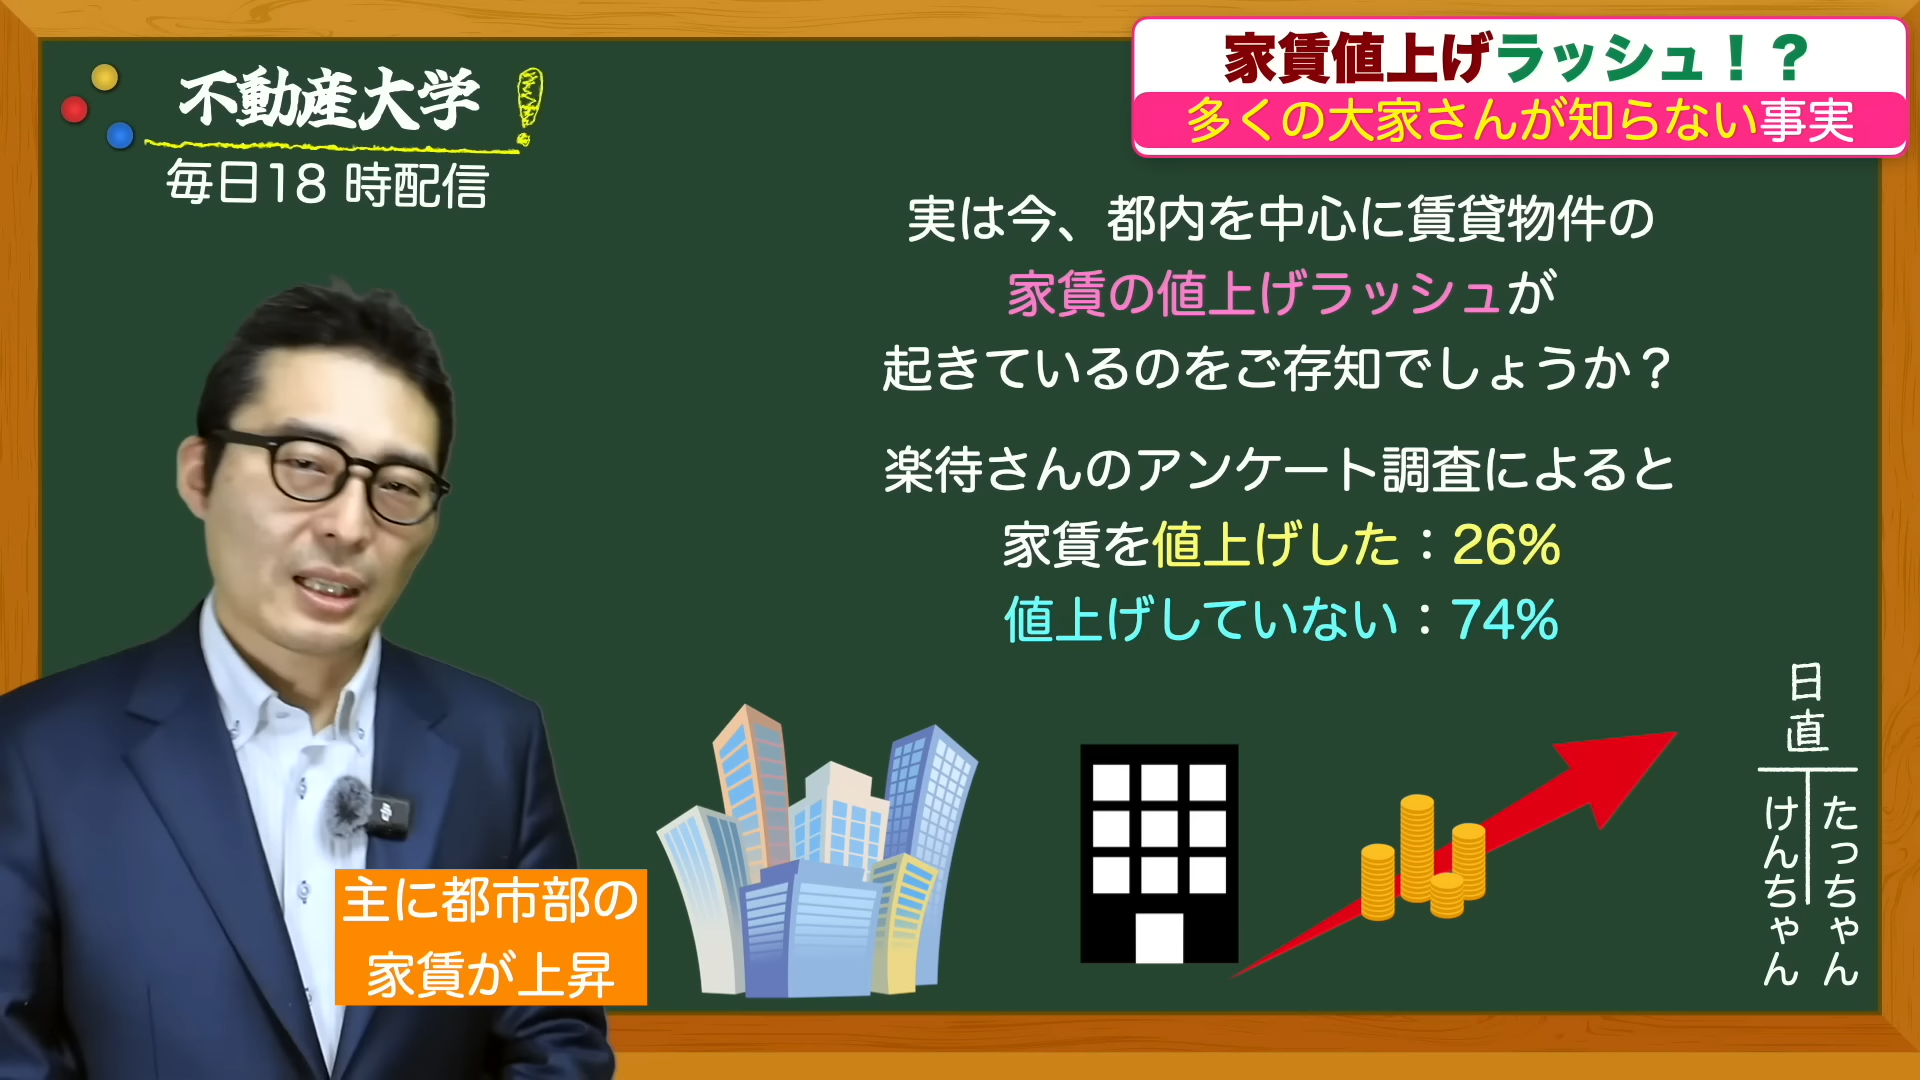 不動産大学!
毎日18時配信
家賃値上げラッシュ！？
多くの大家さんが知らない事実
実は今、都内を中心に賃貸物件の
家賃の値上げラッシュが
起きているのをご存知でしょうか？
楽待さんのアンケート調査によると
家賃を値上げした：26%
値上げしていない：74%
主に都市部の
家賃が上昇
日直
たっちゃん
けんちゃん